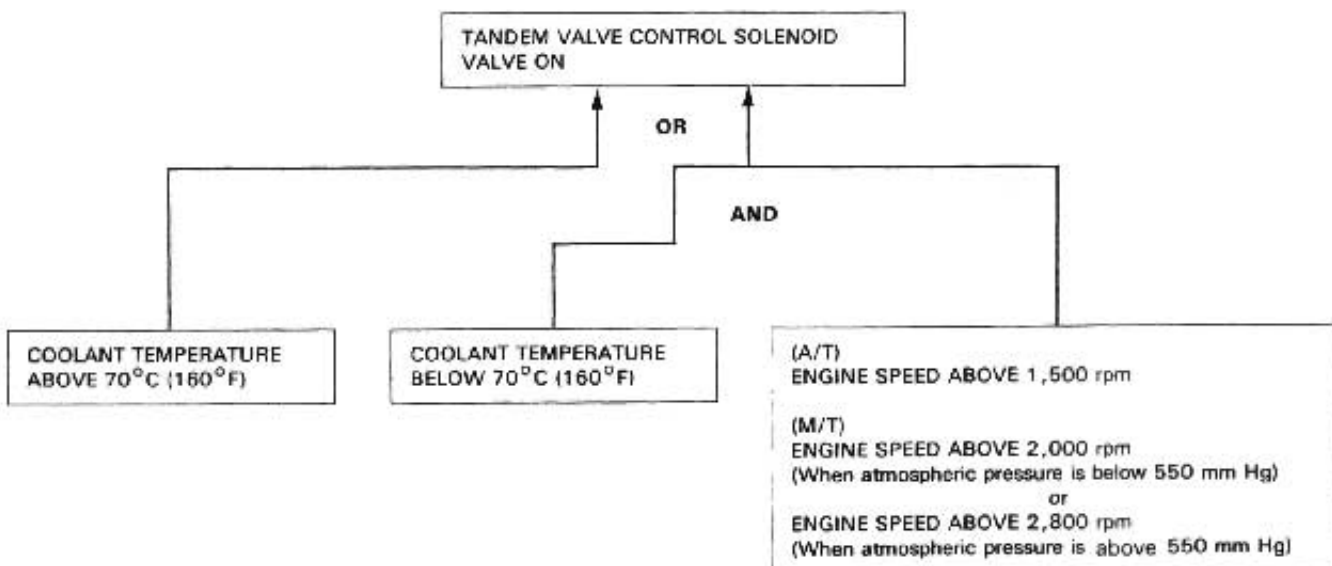 TANDEM VALVE CONTROL SOLENOID
VALVE ON
OR
AND
COOLANT TEMPERATURE
ABOVE 70°C (160°F)
COOLANT TEMPERATURE
BELOW 70°C (160°F)
(A/T)
ENGINE SPEED ABOVE 1,500 rpm
(M/T)
ENGINE SPEED ABOVE 2,000 rpm
(When atmospheric pressure is below 550 mm Hg)
or
ENGINE SPEED ABOVE 2,800 rpm
(When atmospheric pressure is above 550 mm Hg)